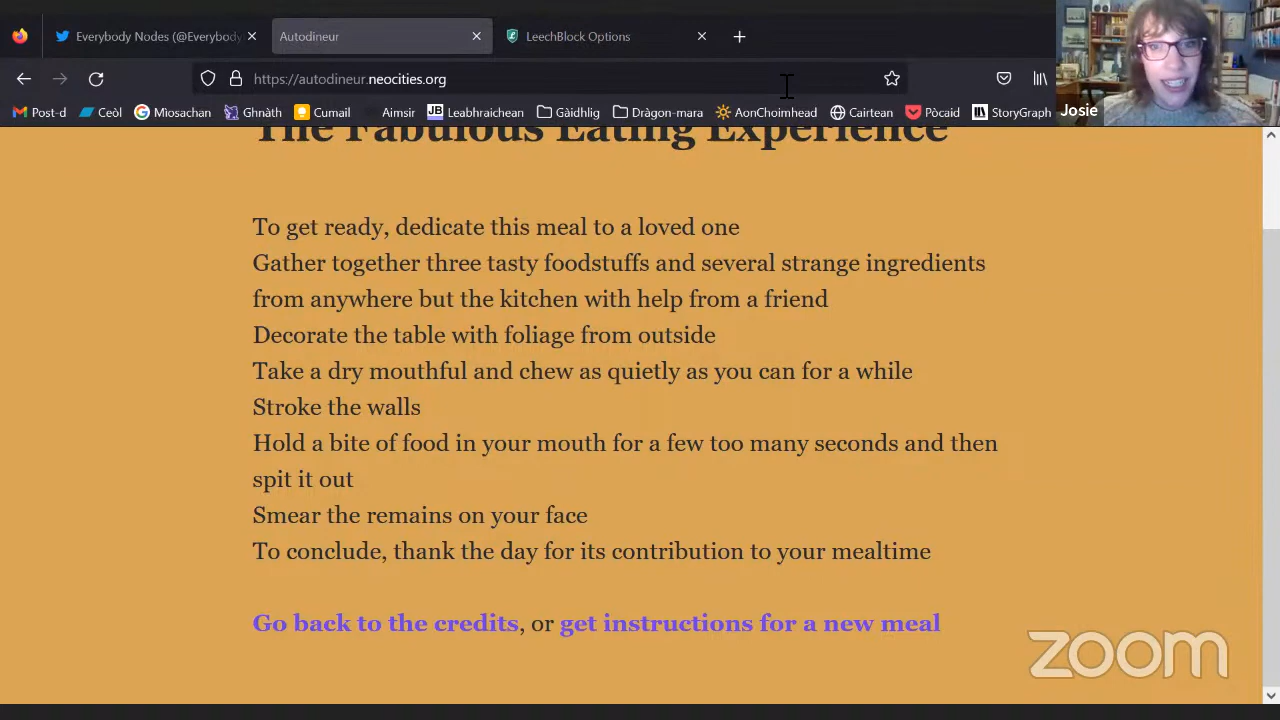 Everybody Nodes (@Everybody
Autodineur
LeechBlock Options
https://autodineur.neocities.org
Post-d
Ceòl
Mìosachan
Ghnàth
Cumail
Aimsir
JB Leabhraichean
Gàidhlig
Dràgon-mara
AonChoimhead
Cairtean
Pòcaid
StoryGraph
Josie
The Fabulous Eating Experience
To get ready, dedicate this meal to a loved one
Gather together three tasty foodstuffs and several strange ingredients
from anywhere but the kitchen with help from a friend
Decorate the table with foliage from outside
Take a dry mouthful and chew as quietly as you can for a while
Stroke the walls
Hold a bite of food in your mouth for a few too many seconds and then
spit it out
Smear the remains on your face
To conclude, thank the day for its contribution to your mealtime
Go back to the credits, or get instructions for a new meal
zoom